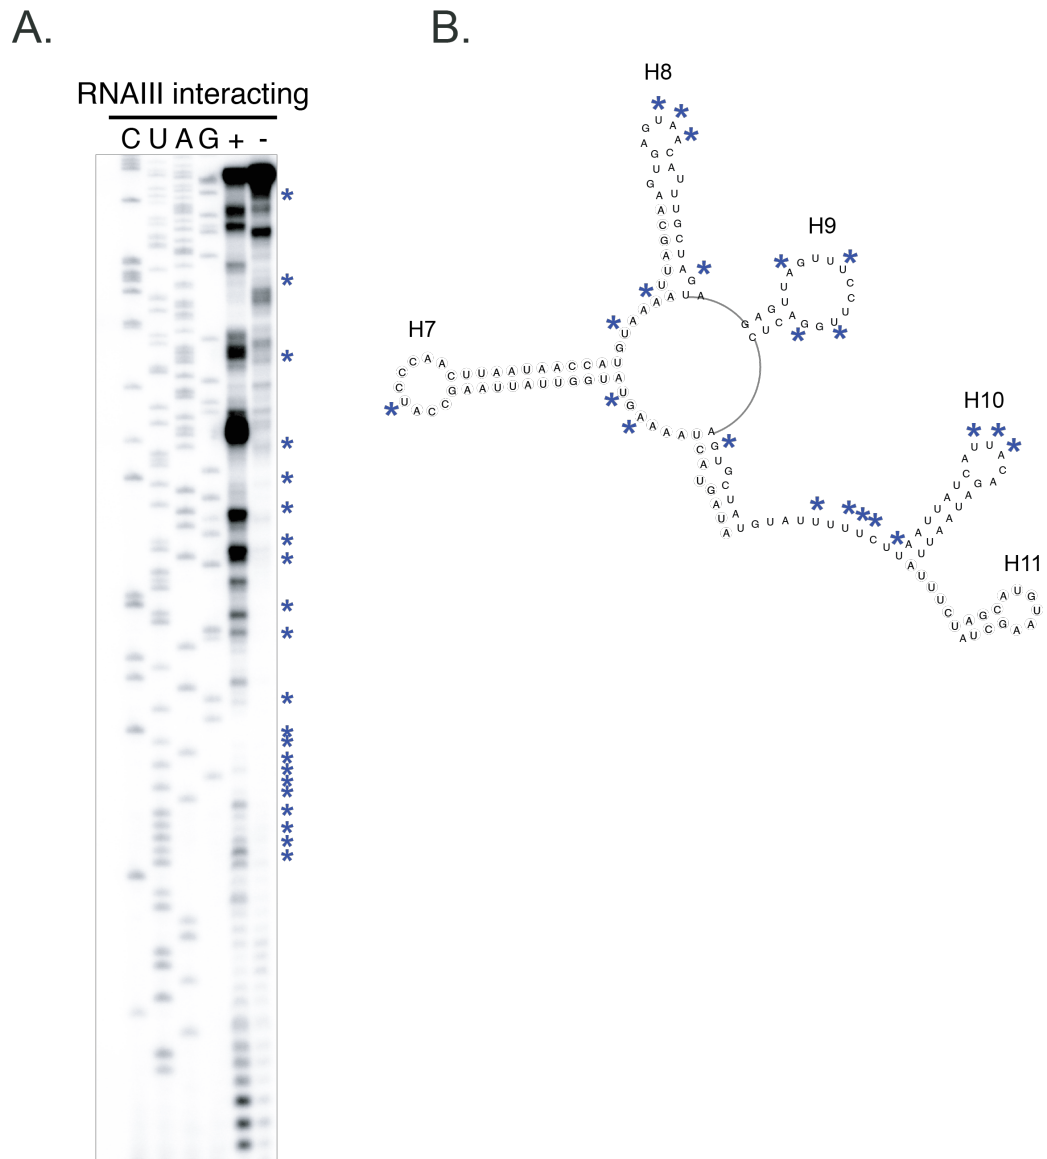 A.
B.
RNAIII interacting
C U A G + -
H8
U G A G U G A A C G A U U
A A C A U U U G C U A G A
H9
G A G U U A G U U U C C U U G G A C U C
A A A A U G U A U G A A A A U A
H7
C C C A A C U U A A U A A C C A
U A C C G A A U U A U U G G U
C A U G A U A
G U G C U A
U G U A U U U U U C U U A U U U C U A
H10
A A U U A U C A U U A C A G A U A A U U
H11
A U C G A A U G U A C G A